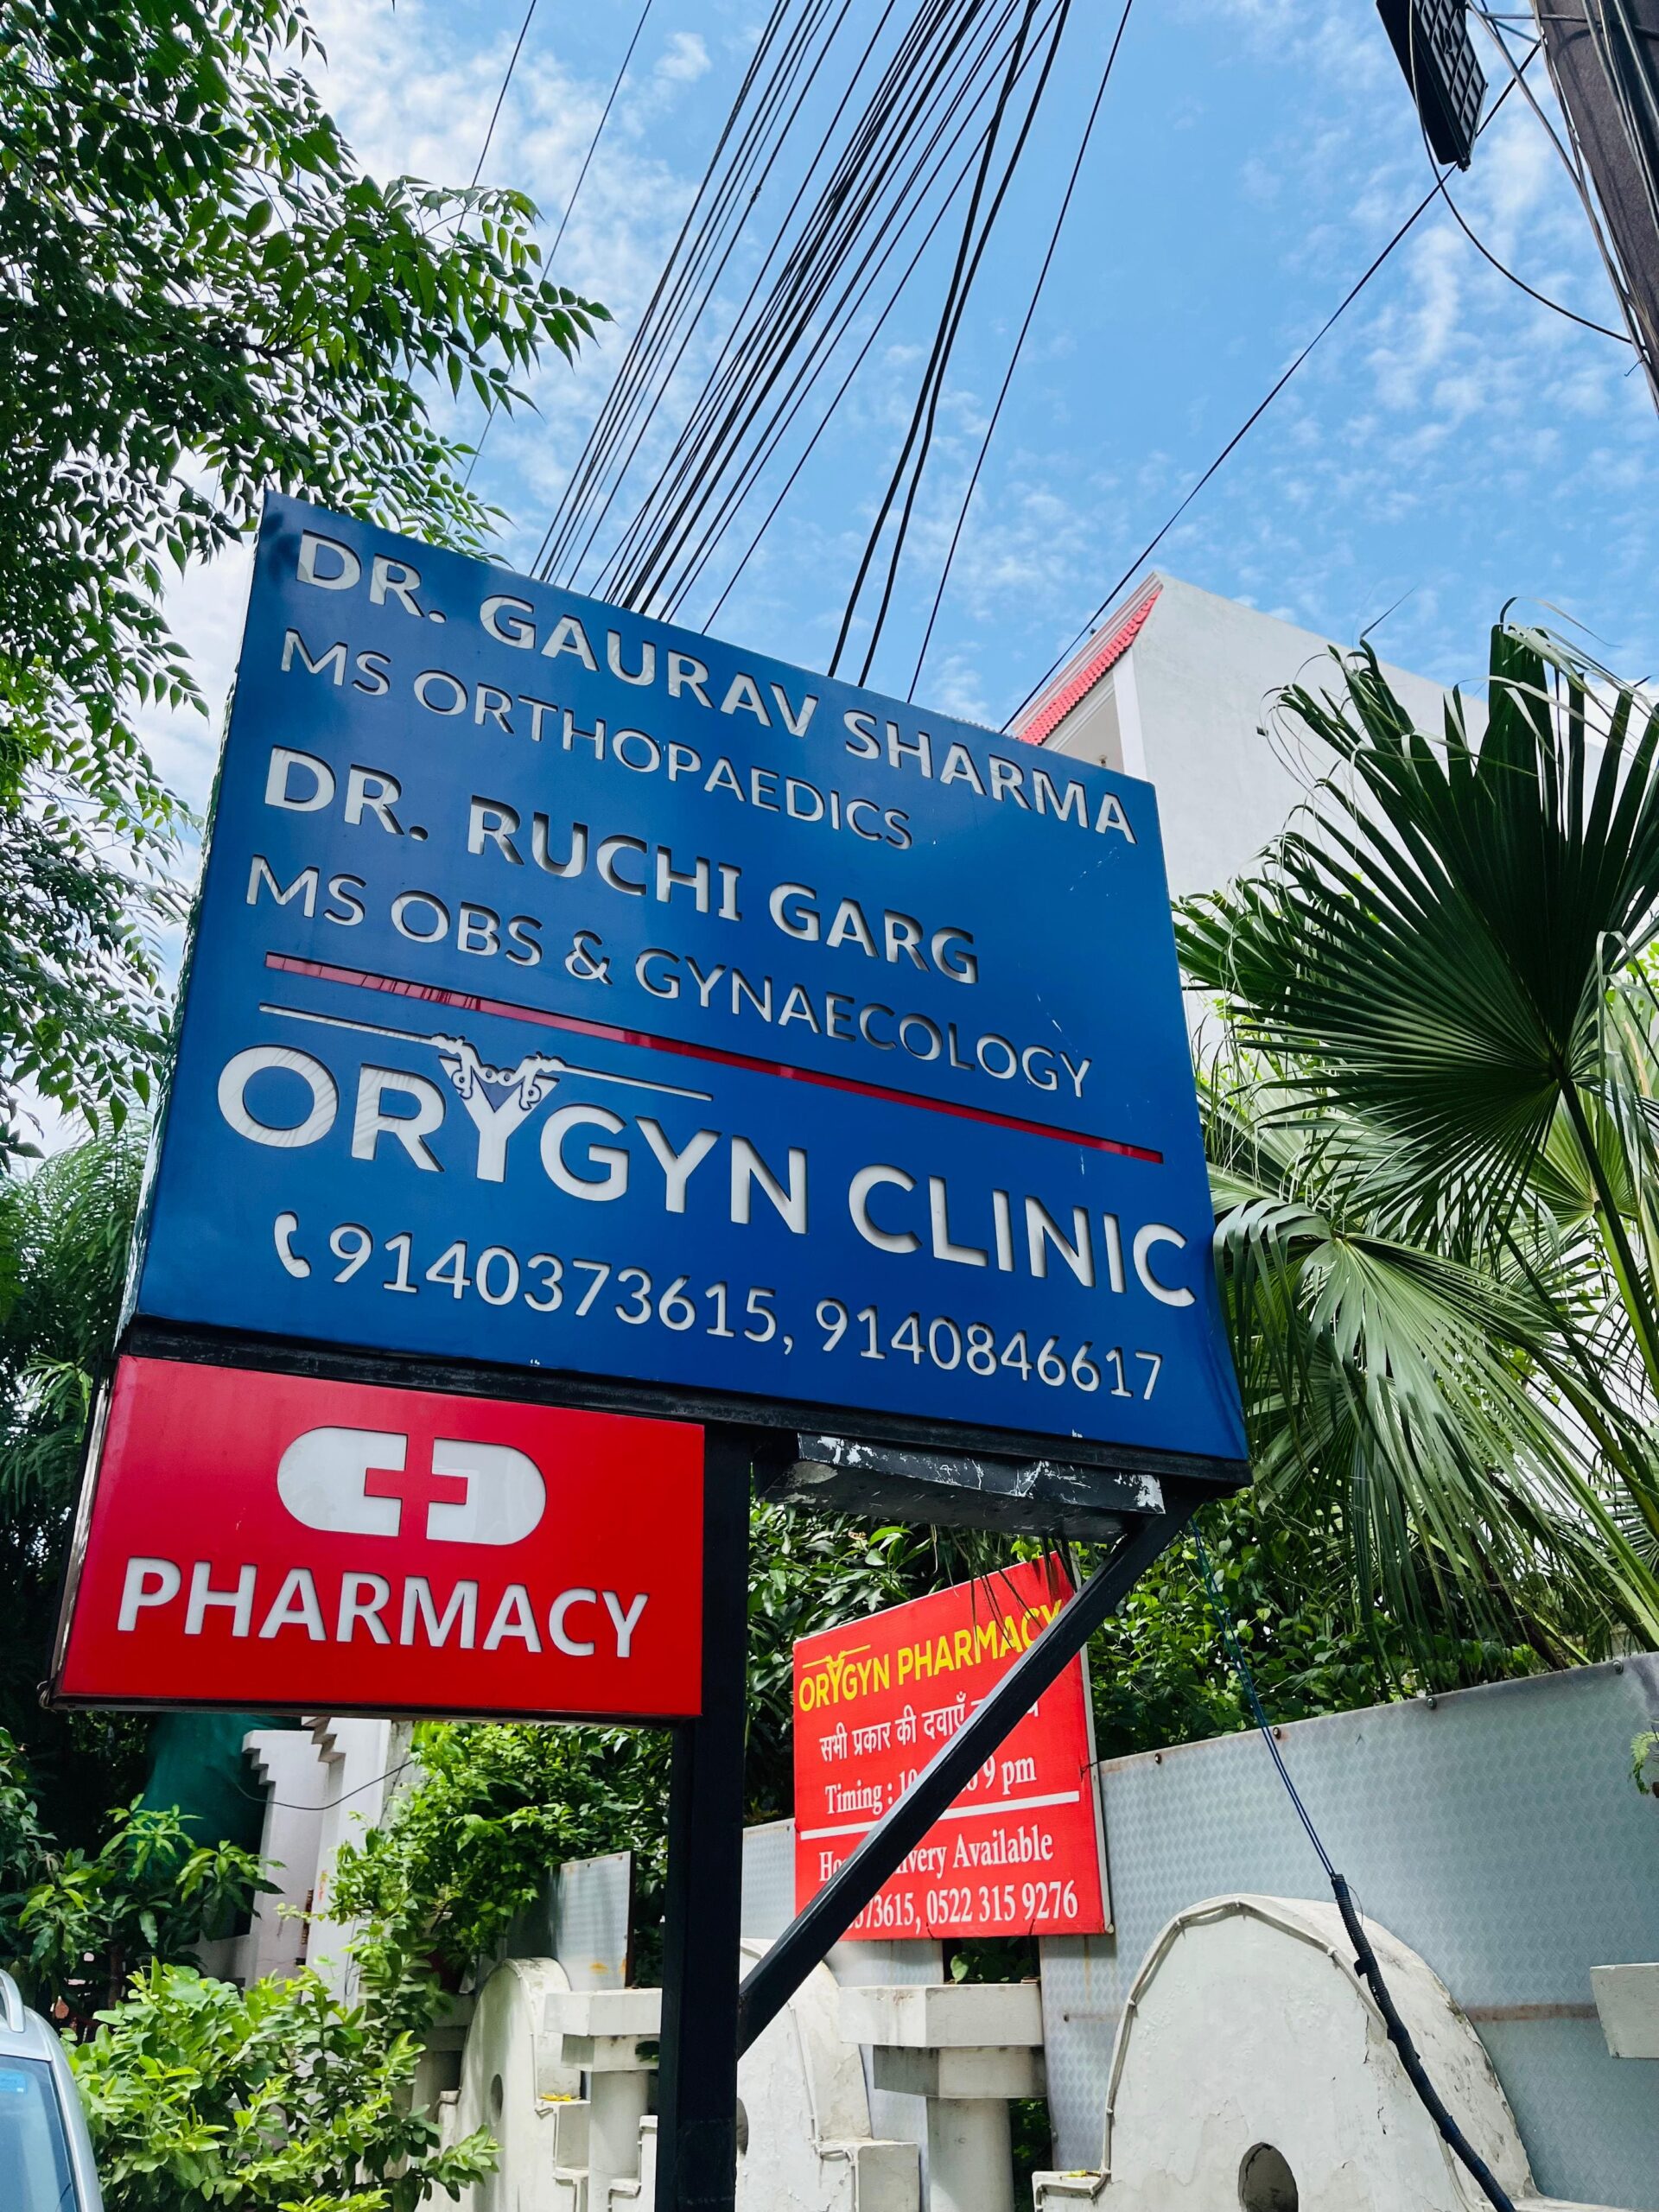 DR. GAURAV SHARMA
MS ORTHOPAEDICS
DR. RUCHI GARG
MS OBS & GYNAECOLOGY
ORYGYN CLINIC
9140373615, 9140846617
PHARMACY
ORYGYN PHARMACY
सभी प्रकार की दवाएँ
Timing : 9 pm
Available
73615, 0522 315 9276